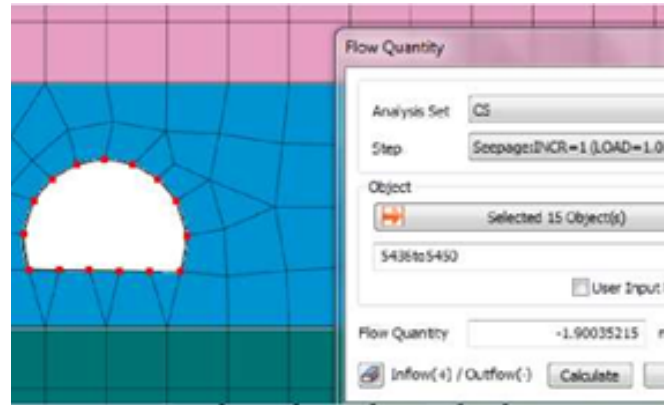 Flow Quantity
Analysis Set CS
Step Seepage:INCR=1 (LOAD=1.0
Object
Selected 15 Object(s)
5436to5450
User Input
Flow Quantity -1.90035215
Inflow(+) / Outflow(-) Calculate